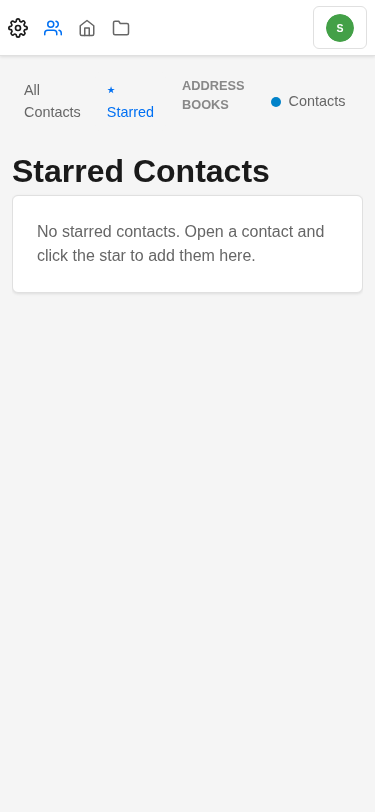 S
All
Contacts
★
Starred
ADDRESS
BOOKS
Contacts
Starred Contacts
No starred contacts. Open a contact and
click the star to add them here.